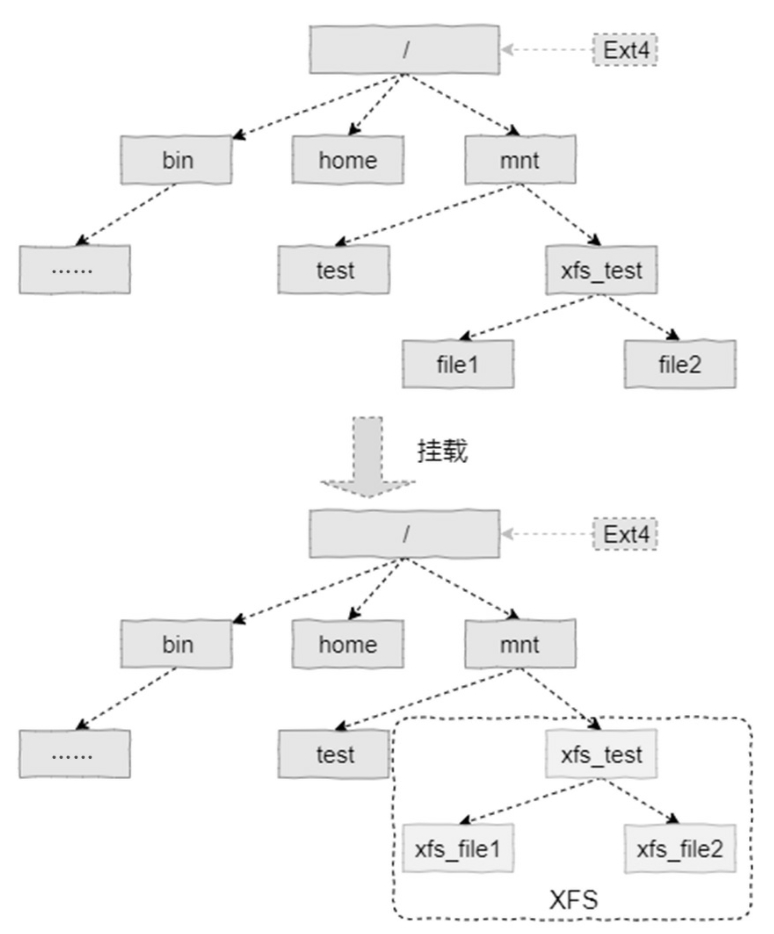 /
Ext4
bin
home
mnt
......
test
xfs_test
file1
file2
挂载
/
Ext4
bin
home
mnt
......
test
xfs_test
xfs_file1
xfs_file2
XFS